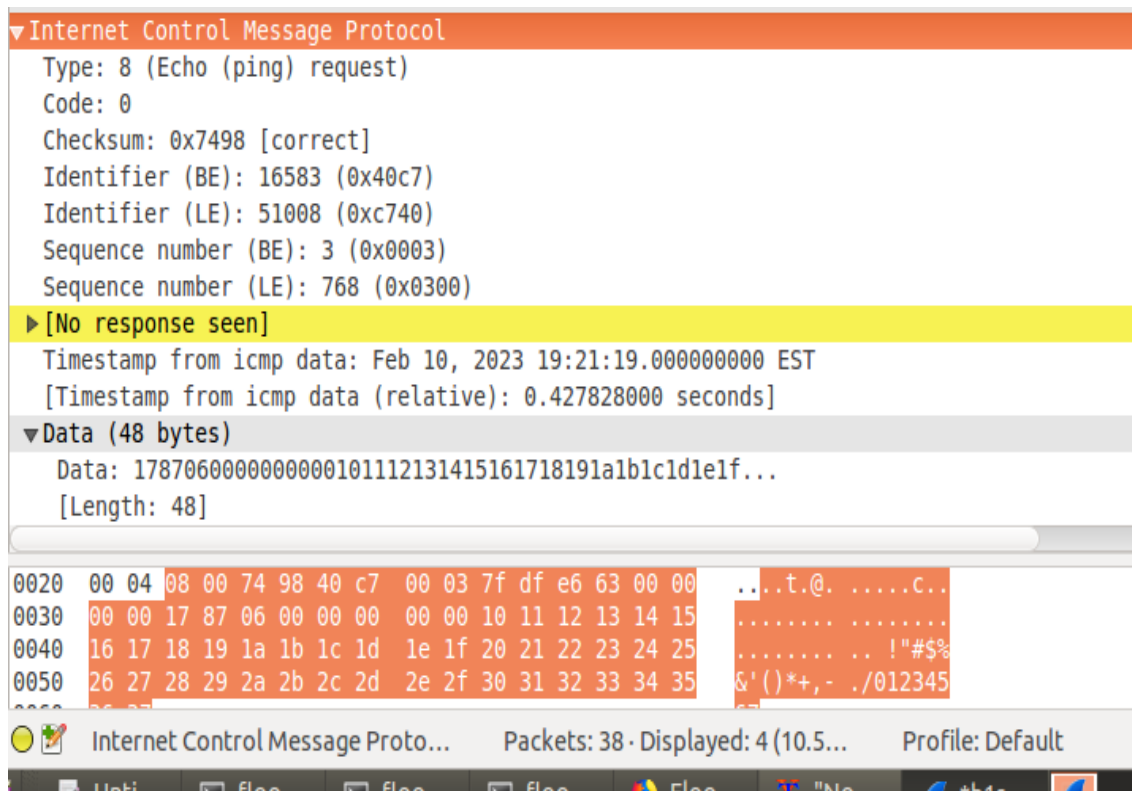 Internet Control Message Protocol
Type: 8 (Echo (ping) request)
Code: 0
Checksum: 0x7498 [correct]
Identifier (BE): 16583 (0x40c7)
Identifier (LE): 51008 (0xc740)
Sequence number (BE): 3 (0x0003)
Sequence number (LE): 768 (0x0300)
[No response seen]
Timestamp from icmp data: Feb 10, 2023 19:21:19.000000000 EST
[Timestamp from icmp data (relative): 0.427828000 seconds]
Data (48 bytes)
Data: 1787060000000000101112131415161718191a1b1c1d1e1f...
[Length: 48]
0020 00 04 08 00 74 98 40 c7 00 03 7f df e6 63 00 00 ....t.@. .....c..
0030 00 00 17 87 06 00 00 00 00 00 10 11 12 13 14 15 ........ ........
0040 16 17 18 19 1a 1b 1c 1d 1e 1f 20 21 22 23 24 25 ........ .. !"#$%
0050 26 27 28 29 2a 2b 2c 2d 2e 2f 30 31 32 33 34 35 &'()*+,- ./012345
Internet Control Message Proto... Packets: 38 · Displayed: 4 (10.5... Profile: Default